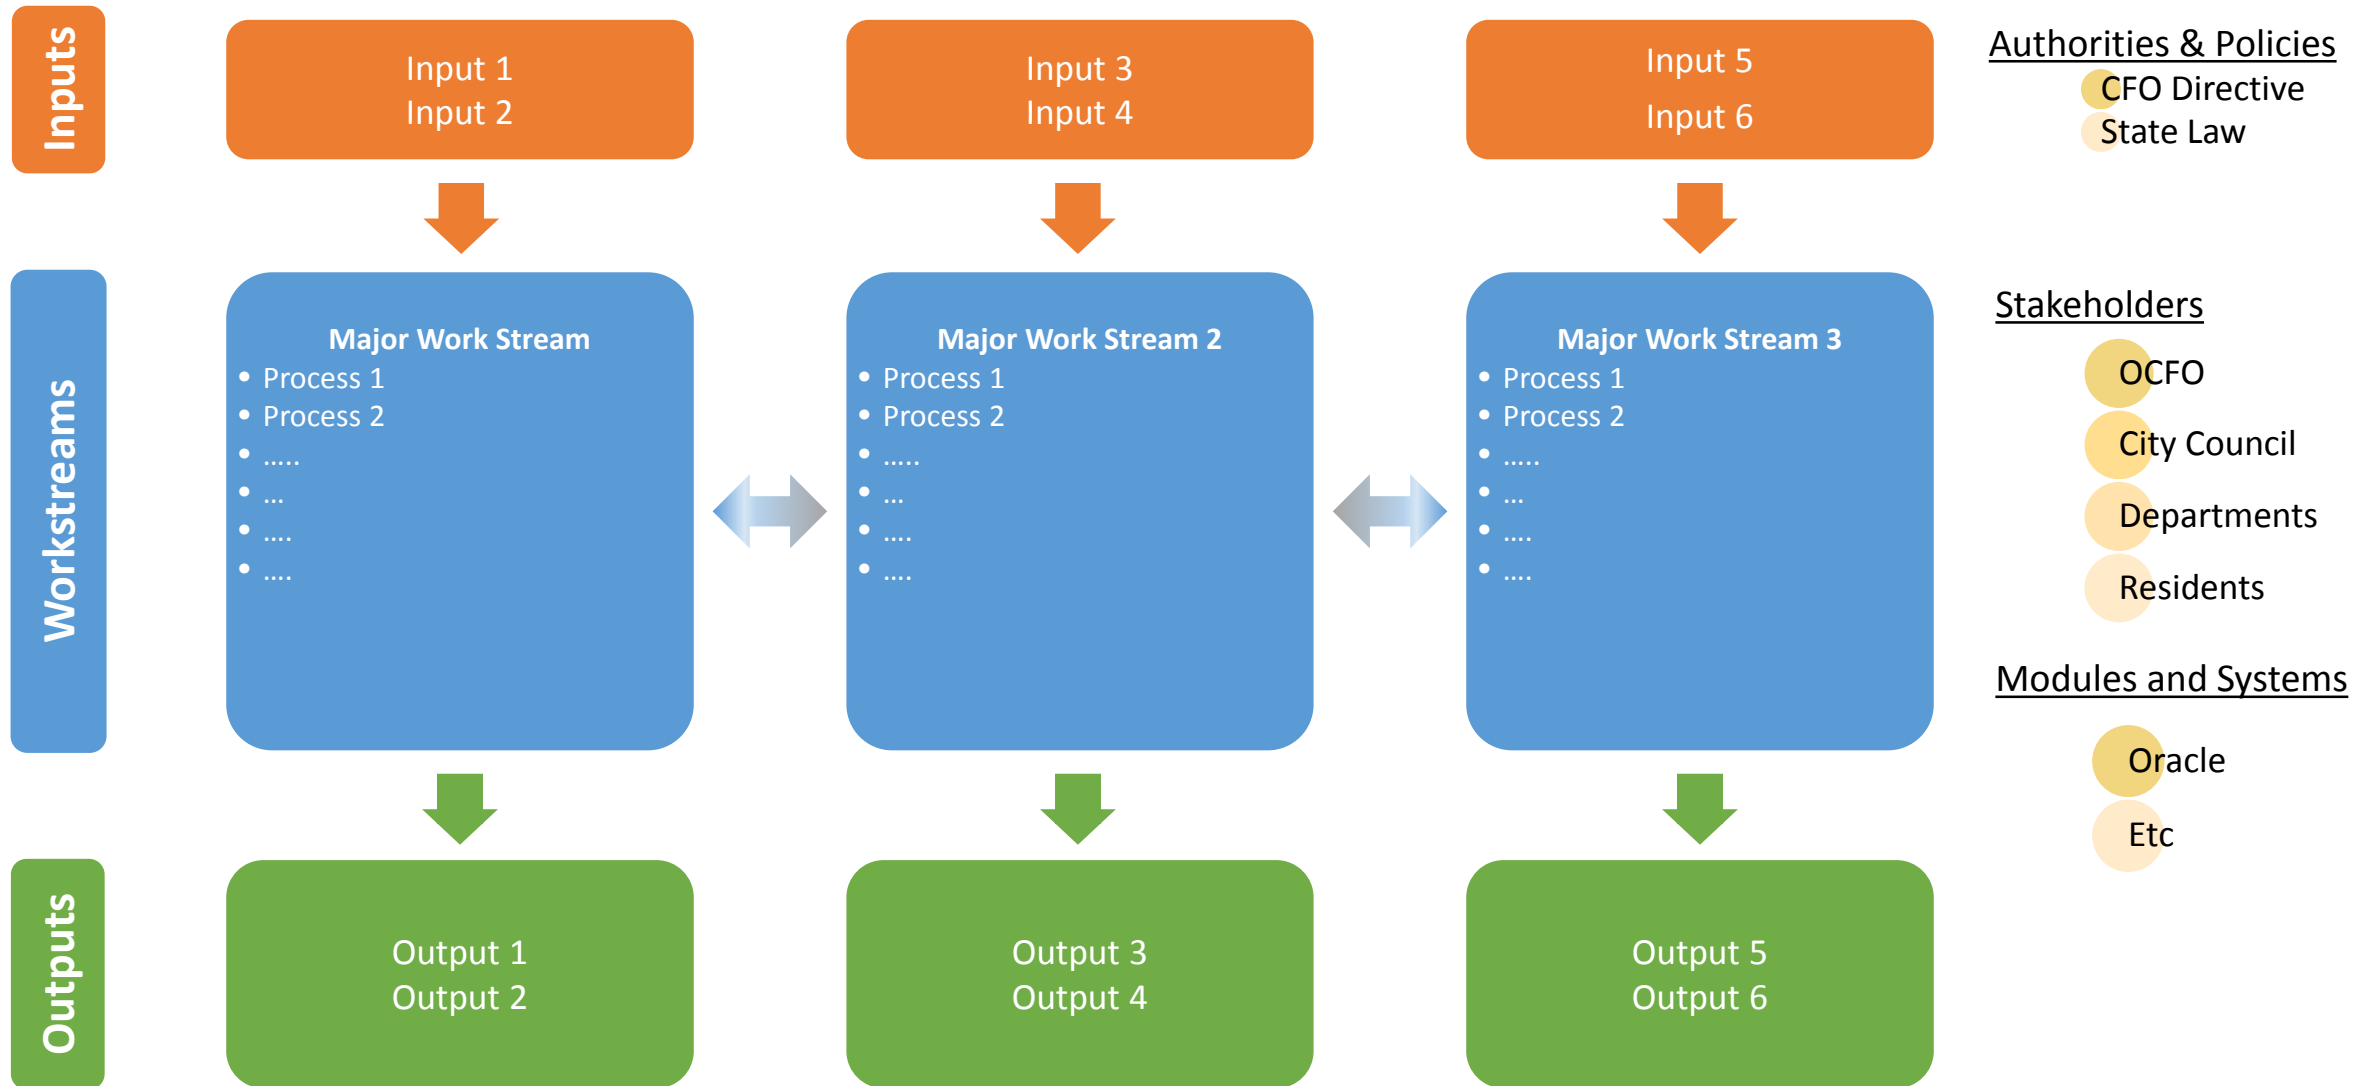 Inputs
Input 1
Input 2
Input 3
Input 4
Input 5
Input 6
Authorities & Policies
CFO Directive
State Law
Workstreams
Major Work Stream
• Process 1
• Process 2
• .....
• ...
• ....
• ....
Major Work Stream 2
• Process 1
• Process 2
• .....
• ...
• ....
• ....
Major Work Stream 3
• Process 1
• Process 2
• .....
• ...
• ....
• ....
Stakeholders
OCFO
City Council
Departments
Residents
Modules and Systems
Oracle
Etc
Outputs
Output 1
Output 2
Output 3
Output 4
Output 5
Output 6